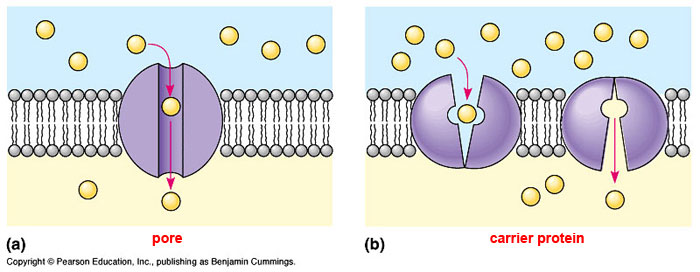 (a)
pore
(b)
carrier protein
Copyright © Pearson Education, Inc., publishing as Benjamin Cummings.